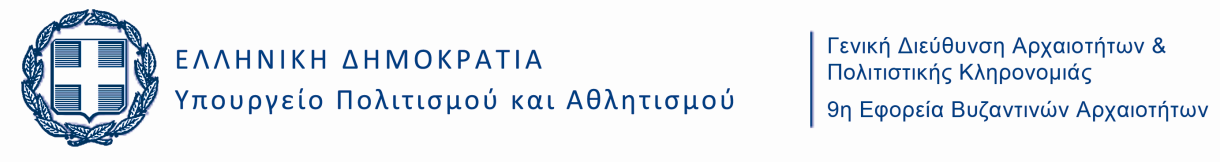 ΕΛΛΗΝΙΚΗ ΔΗΜΟΚΡΑΤΙΑ
Υπουργείο Πολιτισμού και Αθλητισμού
Γενική Διεύθυνση Αρχαιοτήτων &
Πολιτιστικής Κληρονομιάς
9η Εφορεία Βυζαντινών Αρχαιοτήτων